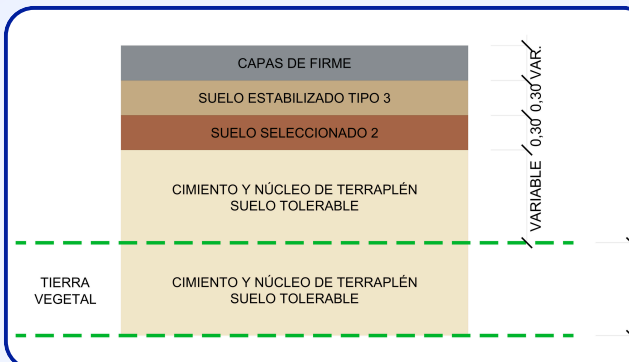 CAPAS DE FIRME
SUELO ESTABILIZADO TIPO 3
SUELO SELECCIONADO 2
CIMIENTO Y NÚCLEO DE TERRAPLÉN
SUELO TOLERABLE
VAR.
0,30
0,30
VARIABLE
TIERRA
VEGETAL
CIMIENTO Y NÚCLEO DE TERRAPLÉN
SUELO TOLERABLE